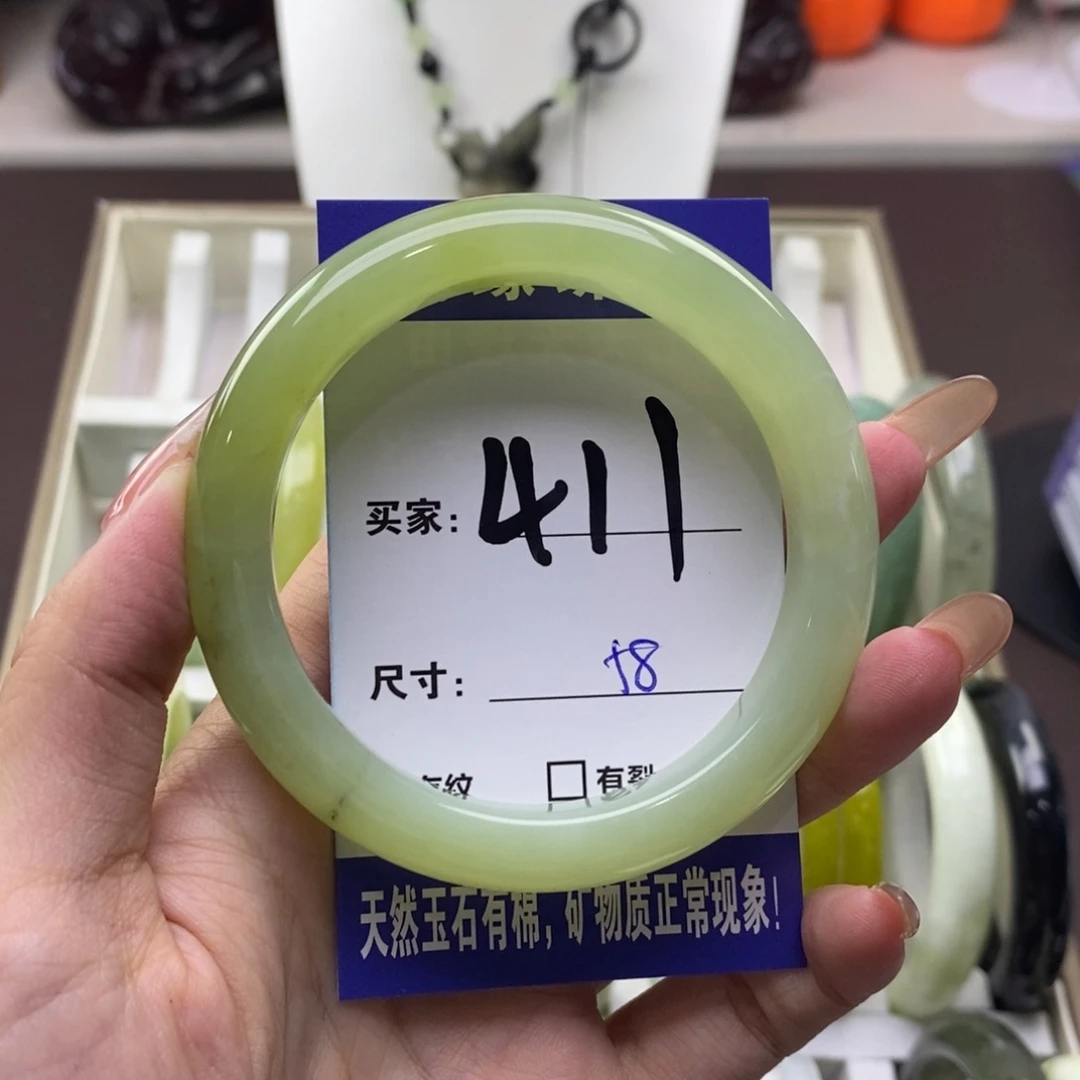 买家: 411
尺寸: 58
纹 有裂
天然玉石有棉, 矿物质正常现象!